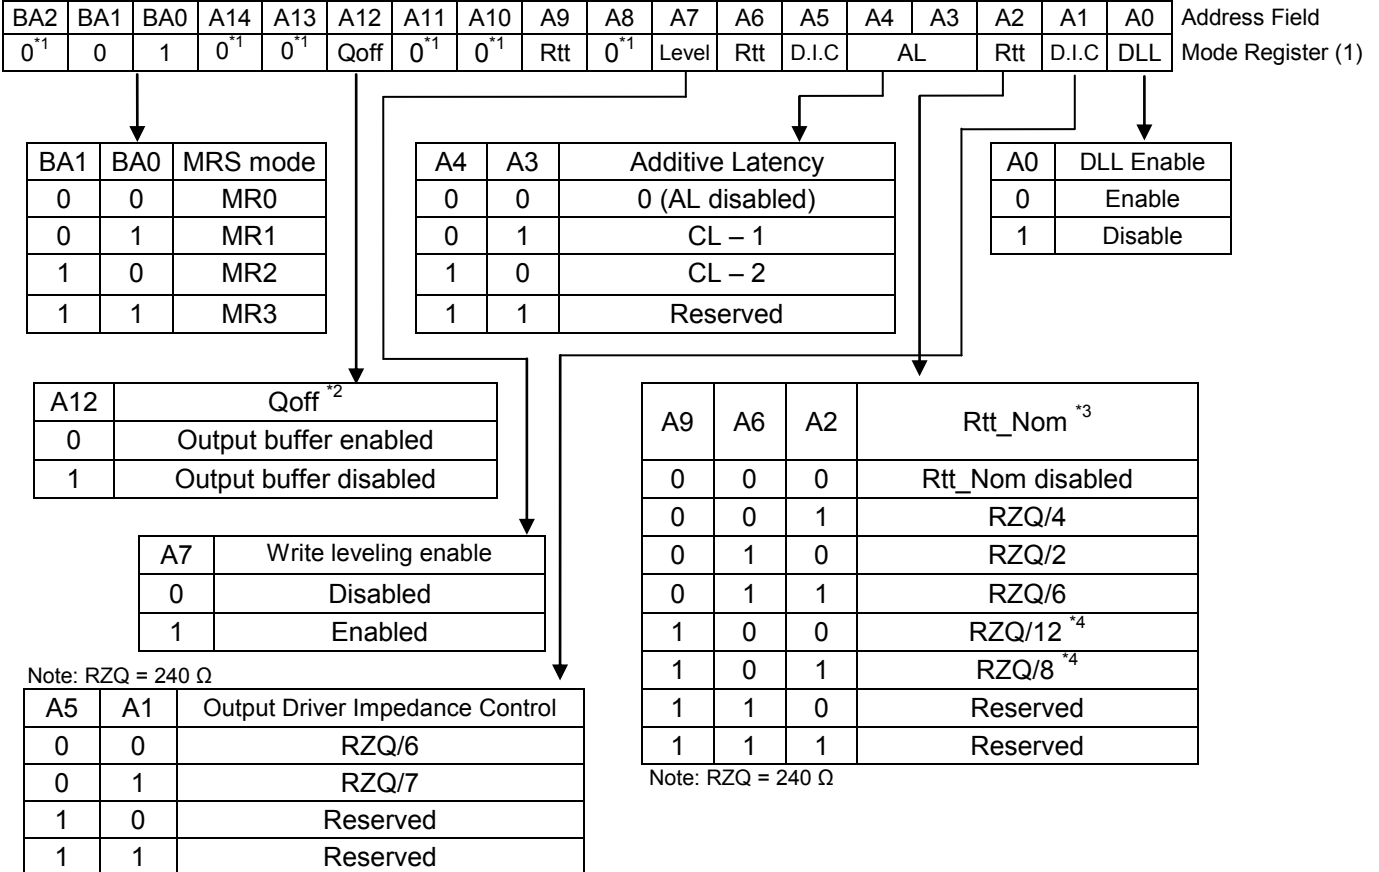 BA2 BA1 BA0 A14 A13 A12 A11 A10 A9 A8 A7 A6 A5 A4 A3 A2 A1 A0 Address Field
0*1 0 1 0*1 0*1 Qoff 0*1 0*1 Rtt 0*1 Level Rtt D.I.C AL Rtt D.I.C DLL Mode Register (1)
BA1 BA0 MRS mode
0 0 MR0
0 1 MR1
1 0 MR2
1 1 MR3
A4 A3 Additive Latency
0 0 0 (AL disabled)
0 1 CL – 1
1 0 CL – 2
1 1 Reserved
A0 DLL Enable
0 Enable
1 Disable
A12 Qoff *2
0 Output buffer enabled
1 Output buffer disabled
A7 Write leveling enable
0 Disabled
1 Enabled
Note: RZQ = 240 Ω
A5 A1 Output Driver Impedance Control
0 0 RZQ/6
0 1 RZQ/7
1 0 Reserved
1 1 Reserved
A9 A6 A2 Rtt_Nom *3
0 0 0 Rtt_Nom disabled
0 0 1 RZQ/4
0 1 0 RZQ/2
0 1 1 RZQ/6
1 0 0 RZQ/12 *4
1 0 1 RZQ/8 *4
1 1 0 Reserved
1 1 1 Reserved
Note: RZQ = 240 Ω